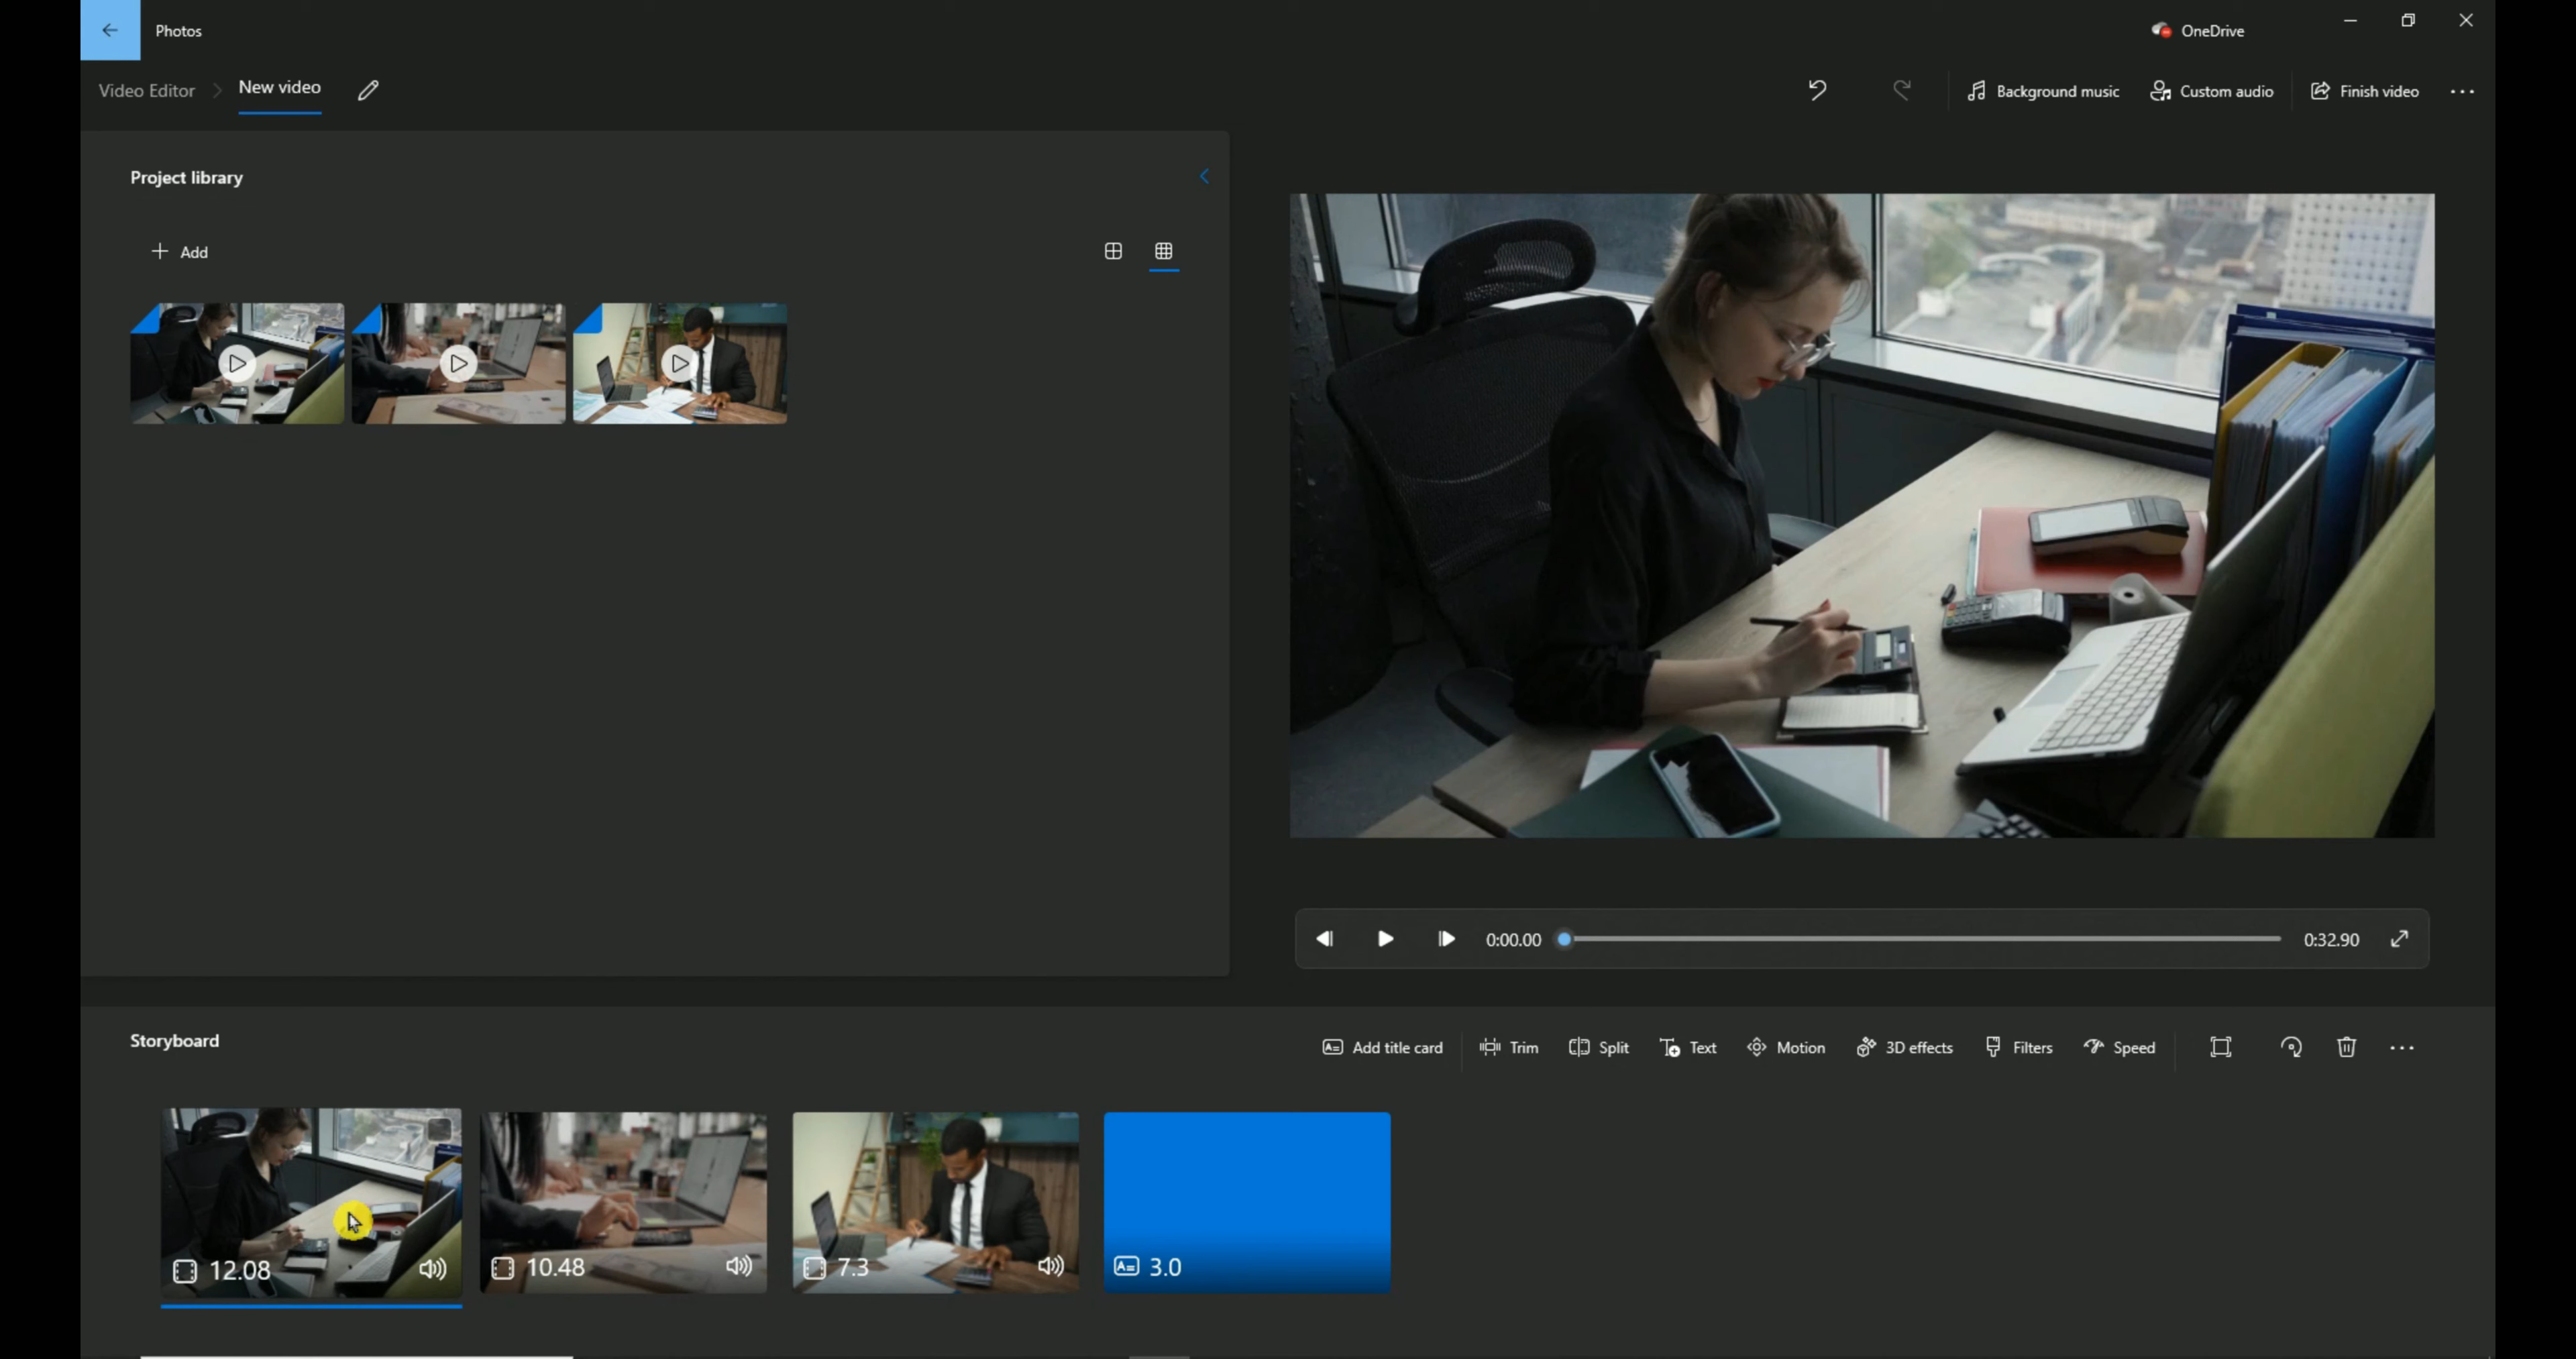 Photos
OneDrive
Video Editor
New video
Background music
Custom audio
Finish video
Project library
Add
0:00.00
0:32.90
Storyboard
Add title card
Trim
Split
Text
Motion
3D effects
Filters
Speed
12.08
10.48
7.3
3.0